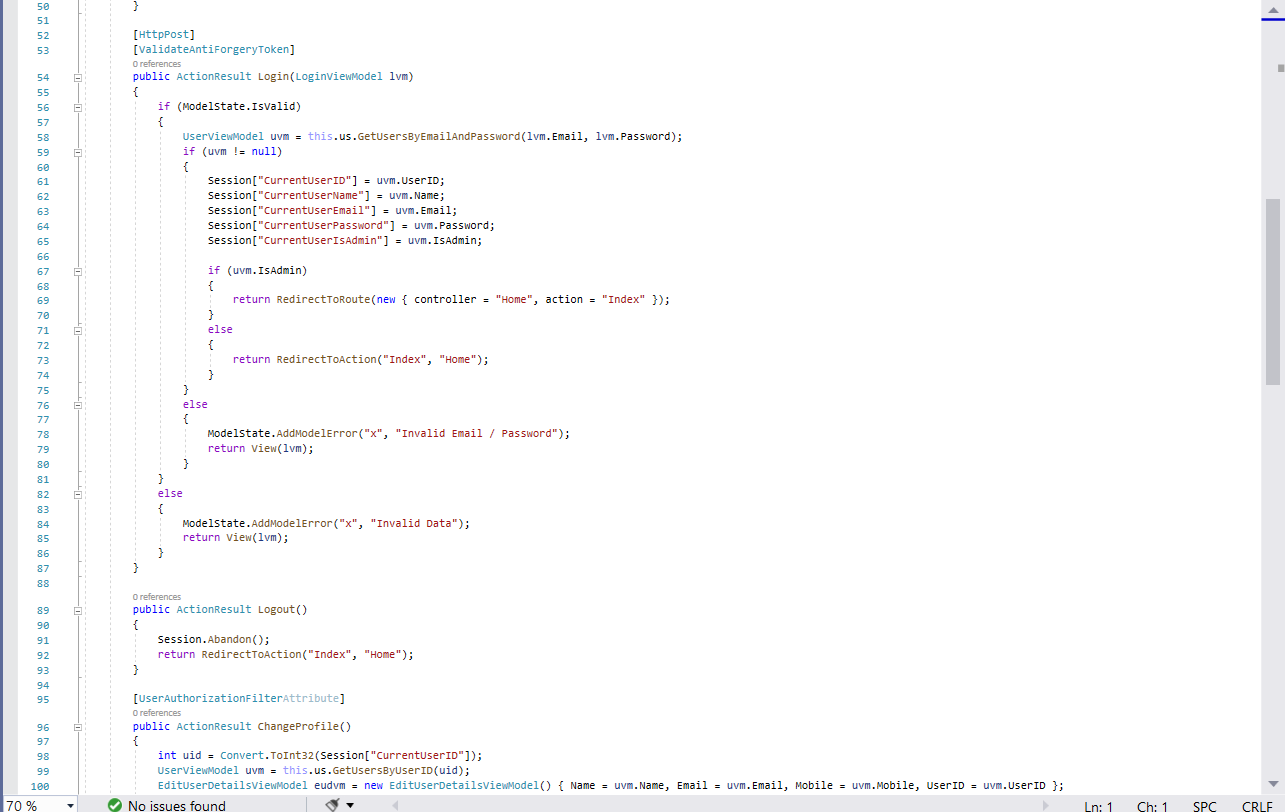 50 }
51
52 [HttpPost]
53 [ValidateAntiForgeryToken]
0 references
54 public ActionResult Login(LoginViewModel lvm)
55 {
56 if (ModelState.IsValid)
57 {
58 UserViewModel uvm = this.us.GetUsersByEmailAndPassword(lvm.Email, lvm.Password);
59 if (uvm != null)
60 {
61 Session["CurrentUserID"] = uvm.UserID;
62 Session["CurrentUserName"] = uvm.Name;
63 Session["CurrentUserEmail"] = uvm.Email;
64 Session["CurrentUserPassword"] = uvm.Password;
65 Session["CurrentUserIsAdmin"] = uvm.IsAdmin;
66
67 if (uvm.IsAdmin)
68 {
69 return RedirectToRoute(new { controller = "Home", action = "Index" });
70 }
71 else
72 {
73 return RedirectToAction("Index", "Home");
74 }
75 }
76 else
77 {
78 ModelState.AddModelError("x", "Invalid Email / Password");
79 return View(lvm);
80 }
81 }
82 else
83 {
84 ModelState.AddModelError("x", "Invalid Data");
85 return View(lvm);
86 }
87 }
88
0 references
89 public ActionResult Logout()
90 {
91 Session.Abandon();
92 return RedirectToAction("Index", "Home");
93 }
94
95 [UserAuthorizationFilterAttribute]
0 references
96 public ActionResult ChangeProfile()
97 {
98 int uid = Convert.ToInt32(Session["CurrentUserID"]);
99 UserViewModel uvm = this.us.GetUsersByUserID(uid);
100 EditUserDetailsViewModel eudvm = new EditUserDetailsViewModel() { Name = uvm.Name, Email = uvm.Email, Mobile = uvm.Mobile, UserID = uvm.UserID };
70 % No issues found Ln: 1 Ch: 1 SPC CRLF